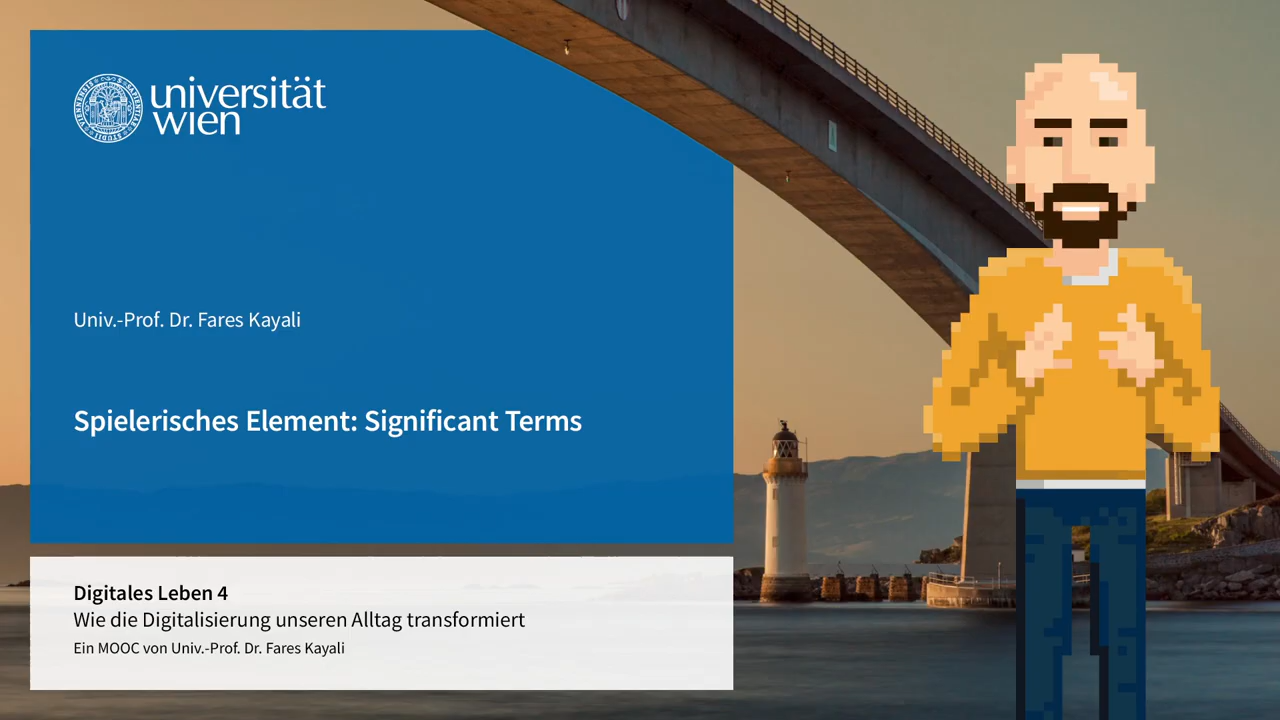 universität
wien
Univ.-Prof. Dr. Fares Kayali
Spielerisches Element: Significant Terms
Digitales Leben 4
Wie die Digitalisierung unseren Alltag transformiert
Ein MOOC von Univ.-Prof. Dr. Fares Kayali